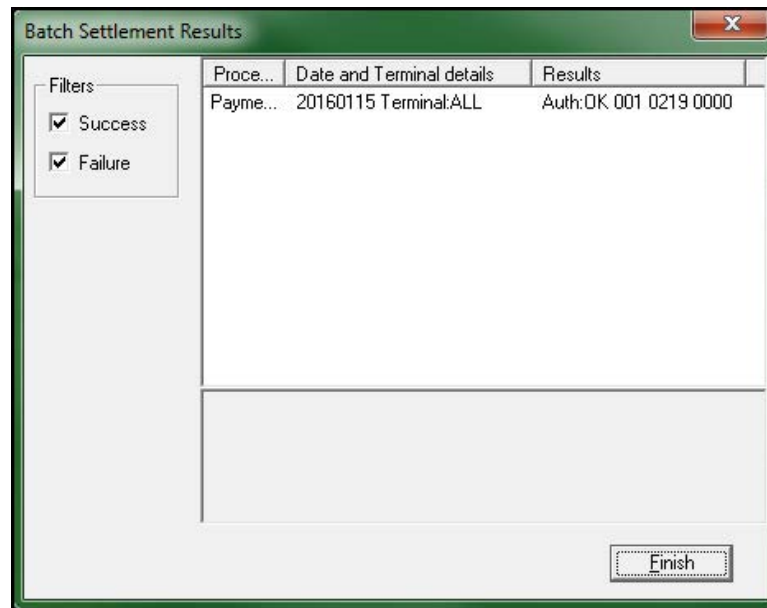 Batch Settlement Results
x
Filters
Success
Failure
Proce... Date and Terminal details Results
Payme... 20160115 Terminal:ALL Auth:OK 001 0219 0000
Finish